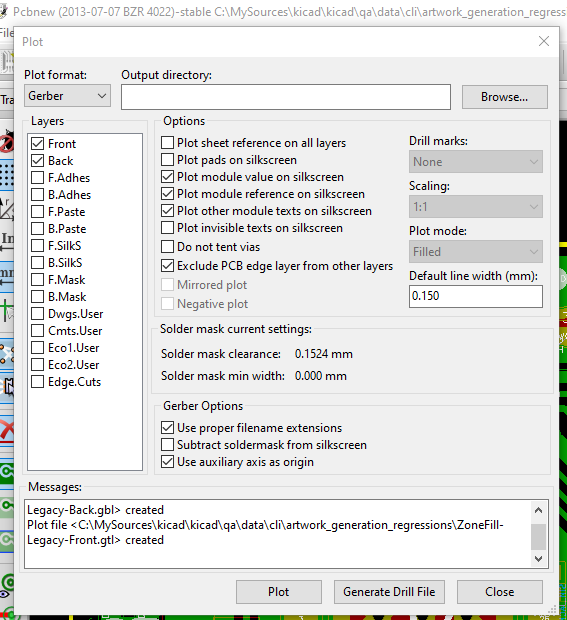 Pcbnew (2013-07-07 BZR 4022)-stable C:\MySources\kicad\kicad\qa\data\cli\artwork_generation_regress
Plot
Plot format:
Output directory:
Gerber
Browse...
Layers
Front
Back
F.Adhes
B.Adhes
F.Paste
B.Paste
F.SilkS
B.SilkS
F.Mask
B.Mask
Dwgs.User
Cmts.User
Eco1.User
Eco2.User
Edge.Cuts
Options
Plot sheet reference on all layers
Plot pads on silkscreen
Plot module value on silkscreen
Plot module reference on silkscreen
Plot other module texts on silkscreen
Plot invisible texts on silkscreen
Do not tent vias
Exclude PCB edge layer from other layers
Mirrored plot
Negative plot
Drill marks:
None
Scaling:
1:1
Plot mode:
Filled
Default line width (mm):
0.150
Solder mask current settings:
Solder mask clearance: 0.1524 mm
Solder mask min width: 0.000 mm
Gerber Options
Use proper filename extensions
Subtract soldermask from silkscreen
Use auxiliary axis as origin
Messages:
Legacy-Back.gbl> created
Plot file <C:\MySources\kicad\kicad\qa\data\cli\artwork_generation_regressions\ZoneFill-
Legacy-Front.gtl> created
Plot
Generate Drill File
Close